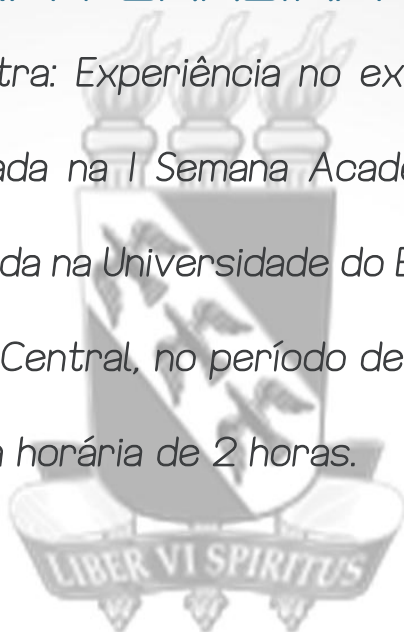 tra: Experiência no ex
ada na I Semana Acad
da na Universidade do E
Central, no período de
a horária de 2 horas.
LIBER VI SPIRITUS